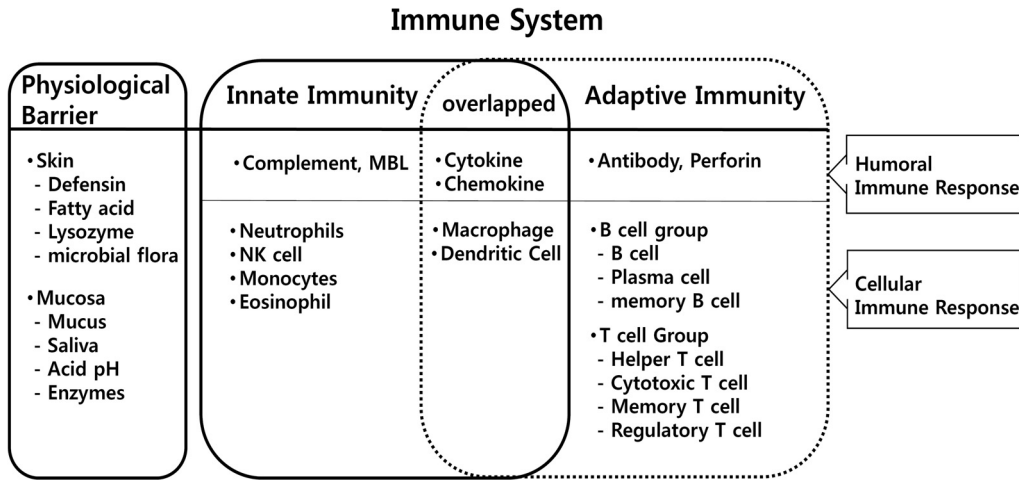 Immune System
Physiological
Barrier
•Skin
- Defensin
- Fatty acid
- Lysozyme
- microbial flora
•Mucosa
- Mucus
- Saliva
- Acid pH
- Enzymes
Innate Immunity
•Complement, MBL
•Neutrophils
•NK cell
•Monocytes
•Eosinophil
overlapped
•Cytokine
•Chemokine
•Macrophage
•Dendritic Cell
Adaptive Immunity
•Antibody, Perforin
•B cell group
- B cell
- Plasma cell
- memory B cell
•T cell Group
- Helper T cell
- Cytotoxic T cell
- Memory T cell
- Regulatory T cell
Humoral
Immune Response
Cellular
Immune Response